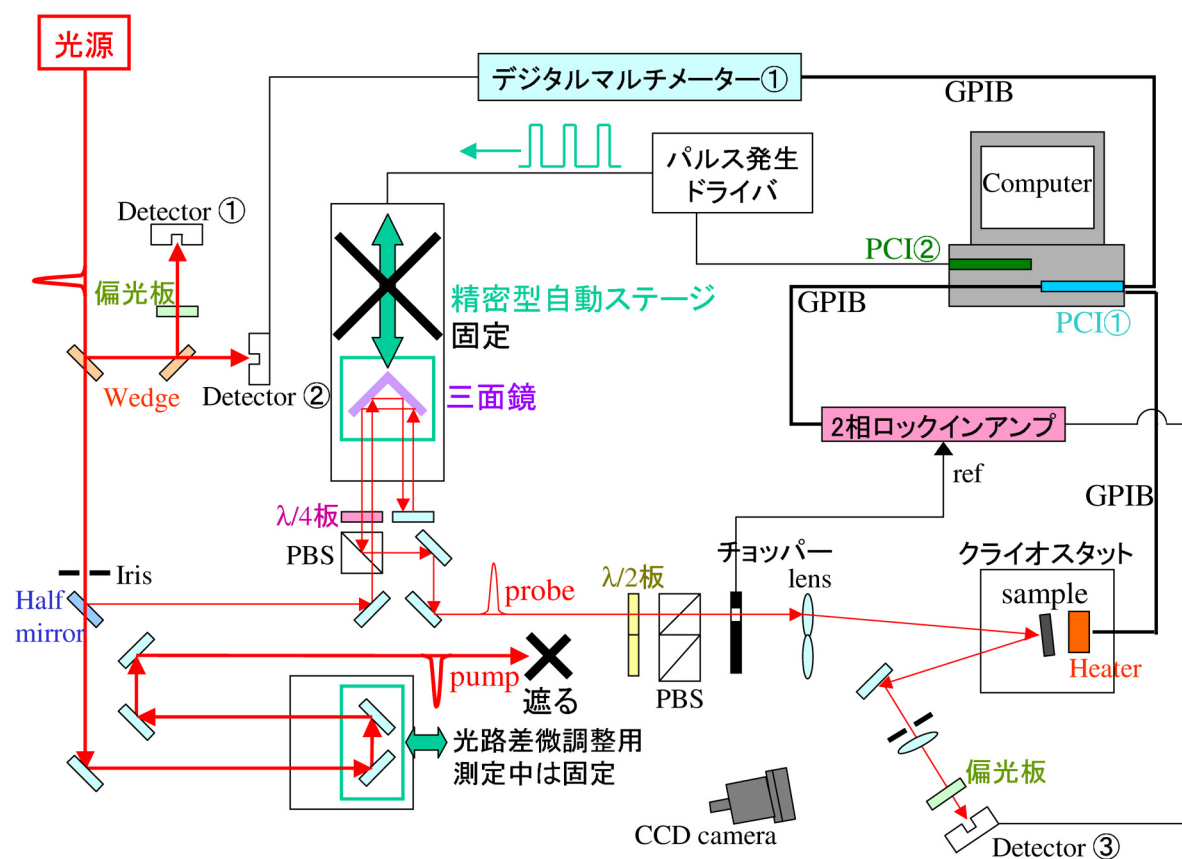 光源
デジタルマルチメーター①
GPIB
パルス発生
ドライバ
Computer
Detector ①
PCI②
偏光板
精密型自動ステージ
固定
GPIB
PCI①
Wedge
Detector ②
三面鏡
2相ロックインアンプ
ref
GPIB
λ/4板
PBS
チョッパー
クライオスタット
Iris
λ/2板
lens
sample
Half
mirror
probe
Heater
pump
遮る
PBS
光路差微調整用
測定中は固定
偏光板
CCD camera
Detector ③